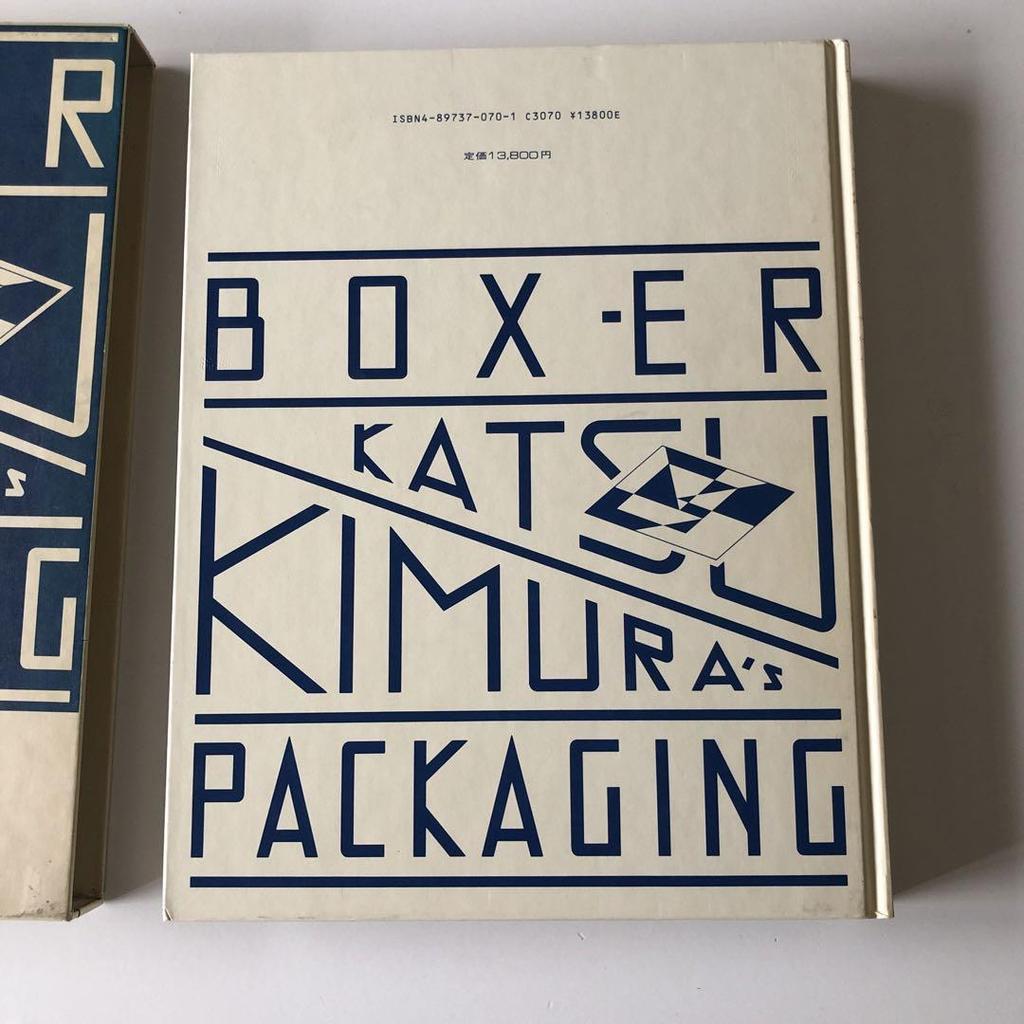 ISBN4-89737-070-1 C3070 ¥13800E
定価13,800円
BOX-ER
KATSU
KIMURA's
PACKAGING
R
U
's
G